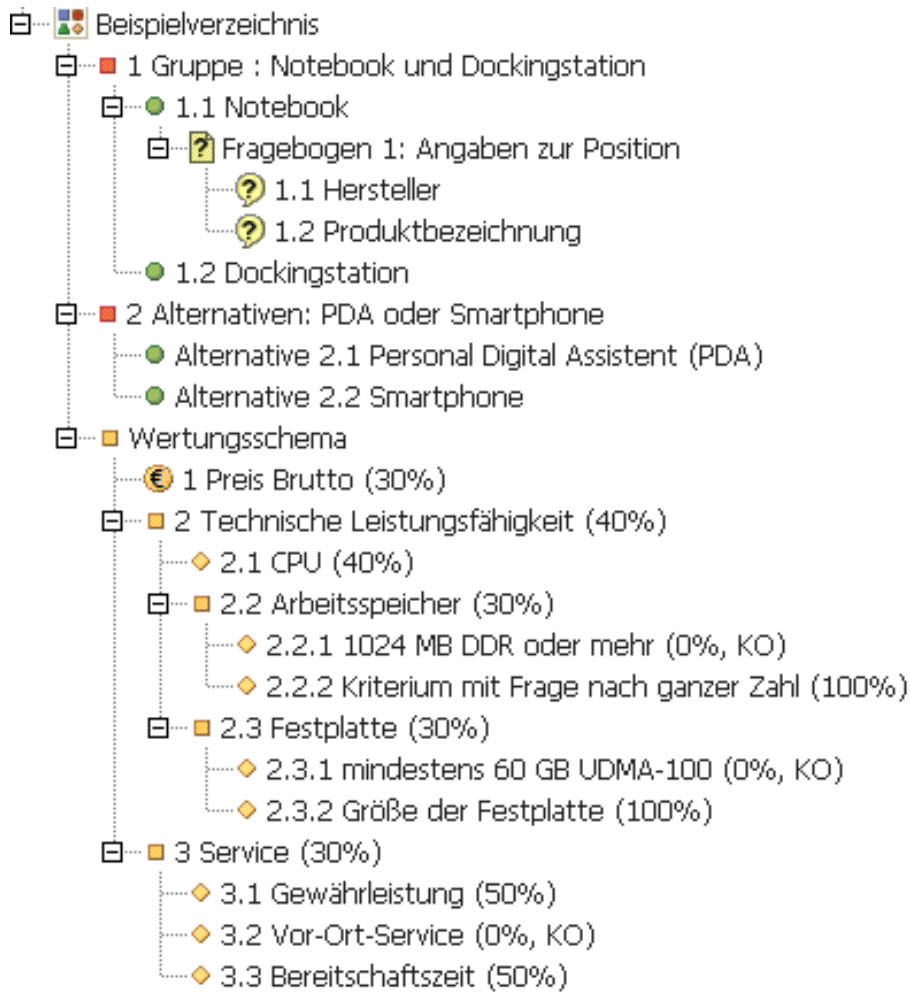 Beispielverzeichnis
1 Gruppe : Notebook und Dockingstation
1.1 Notebook
Fragebogen 1: Angaben zur Position
1.1 Hersteller
1.2 Produktbezeichnung
1.2 Dockingstation
2 Alternativen: PDA oder Smartphone
Alternative 2.1 Personal Digital Assistent (PDA)
Alternative 2.2 Smartphone
Wertungsschema
1 Preis Brutto (30%)
2 Technische Leistungsfähigkeit (40%)
2.1 CPU (40%)
2.2 Arbeitsspeicher (30%)
2.2.1 1024 MB DDR oder mehr (0%, KO)
2.2.2 Kriterium mit Frage nach ganzer Zahl (100%)
2.3 Festplatte (30%)
2.3.1 mindestens 60 GB UDMA-100 (0%, KO)
2.3.2 Größe der Festplatte (100%)
3 Service (30%)
3.1 Gewährleistung (50%)
3.2 Vor-Ort-Service (0%, KO)
3.3 Bereitschaftszeit (50%)